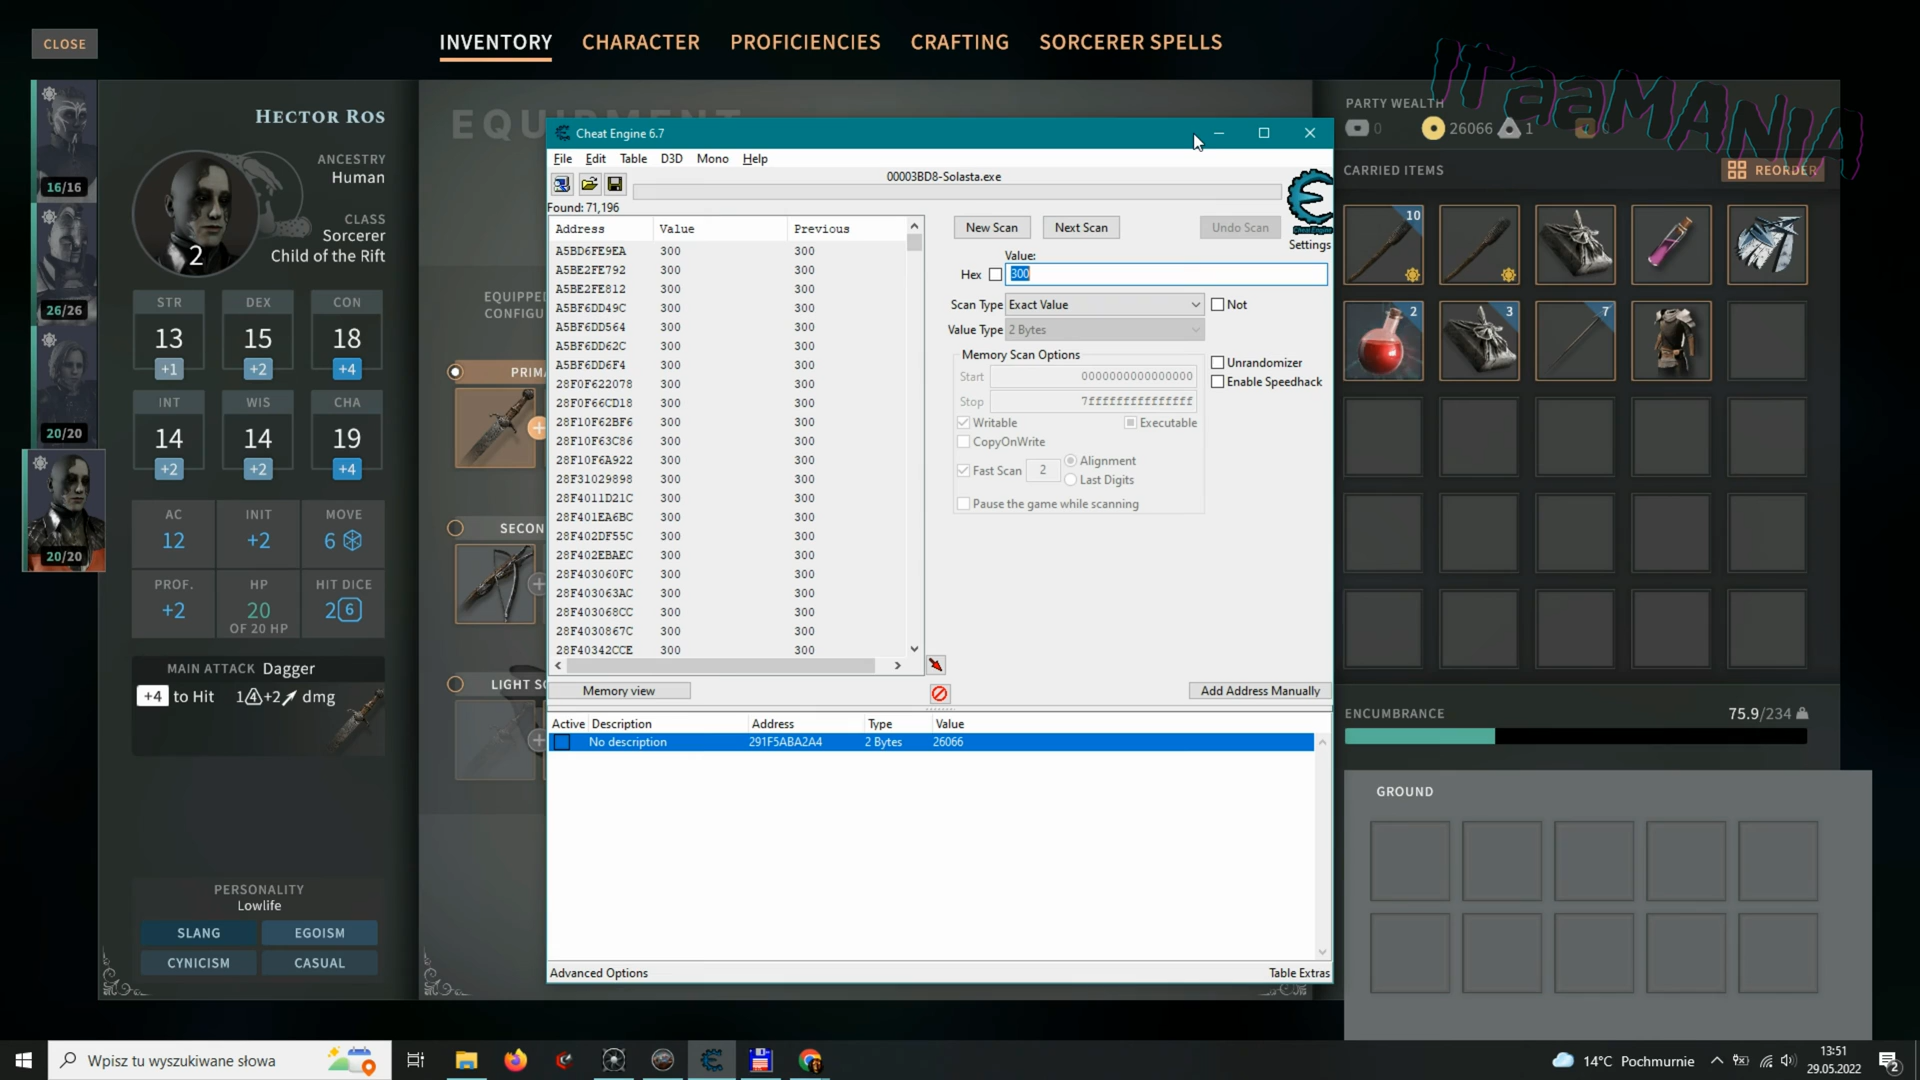 CLOSE
INVENTORY CHARACTER PROFICIENCIES CRAFTING SORCERER SPELLS
ITaaMANIA
16/16
26/26
20/20
20/20
HECTOR ROS
ANCESTRY
Human
CLASS
Sorcerer
Child of the Rift
2
STR DEX CON
13 15 18
+1 +2 +4
INT WIS CHA
14 14 19
+2 +2 +4
AC INIT MOVE
12 +2 6
PROF. HP HIT DICE
+2 20 2 6
OF 20 HP
MAIN ATTACK Dagger
+4 to Hit 1 4 +2 dmg
PERSONALITY
Lowlife
SLANG EGOISM
CYNICISM CASUAL
EQUIPMENT
EQUIPPE
CONFIGU
PRIMA
SECON
LIGHT S
Cheat Engine 6.7
File Edit Table D3D Mono Help
00003BD8-Solasta.exe
Found: 71,196
Address Value Previous
A5BD6FE9EA 300 300
A5BE2FE792 300 300
A5BE2FE812 300 300
A5BF6DD49C 300 300
A5BF6DD564 300 300
A5BF6DD62C 300 300
A5BF6DD6F4 300 300
28F0F622078 300 300
28F0F66CD18 300 300
28F10F62BF6 300 300
28F10F63C86 300 300
28F10F6A922 300 300
28F31029898 300 300
28F4011D21C 300 300
28F401EA6BC 300 300
28F402DF55C 300 300
28F402EBAEC 300 300
28F403060FC 300 300
28F403063AC 300 300
28F403068CC 300 300
28F4030867C 300 300
28F40342CCE 300 300
New Scan Next Scan Undo Scan
Cheat Engine
Settings
Value:
Hex 300
Scan Type Exact Value Not
Value Type 2 Bytes
Memory Scan Options
Start 0000000000000000
Stop 7fffffffffffffff
Writable Executable
CopyOnWrite
Fast Scan 2 Alignment
Last Digits
Pause the game while scanning
Unrandomizer
Enable Speedhack
Memory view Add Address Manually
Active Description Address Type Value
No description 291F5ABA2A4 2 Bytes 26066
Advanced Options Table Extras
PARTY WEALTH
0 26066 1 0
CARRIED ITEMS REORDER
10
2 3 7
ENCUMBRANCE 75.9/234
GROUND
Wpisz tu wyszukiwane słowa
14°C Pochmurnie
13:51
29.05.2022
2